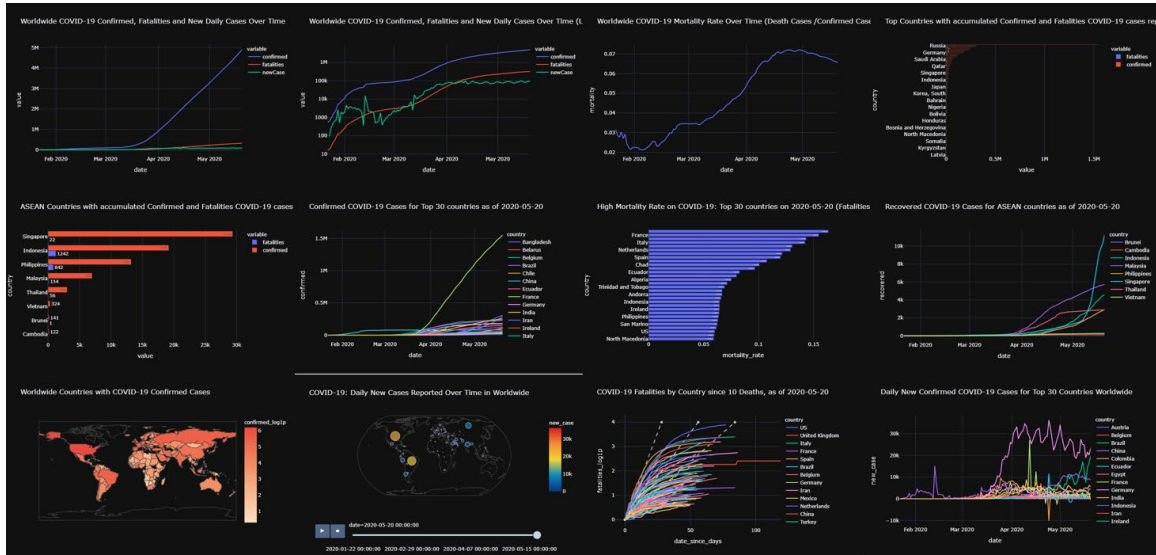 Worldwide COVID-19 Confirmed, Fatalities and New Daily Cases Over Time
variable
confirmed
fatalities
newCase
5M
4M
3M
2M
1M
0
value
Feb 2020
Mar 2020
Apr 2020
May 2020
date
Worldwide COVID-19 Confirmed, Fatalities and New Daily Cases Over Time (L
variable
confirmed
fatalities
newCase
1M
100k
10k
1000
100
10
value
Feb 2020
Mar 2020
Apr 2020
May 2020
date
Worldwide COVID-19 Mortality Rate Over Time (Death Cases /Confirmed Case
0.07
0.06
0.05
0.04
0.03
0.02
mortality
Feb 2020
Mar 2020
Apr 2020
May 2020
date
Top Countries with accumulated Confirmed and Fatalities COVID-19 cases rep
variable
fatalities
confirmed
Russia
Germany
Saudi Arabia
Qatar
Singapore
Indonesia
Japan
Korea, South
Bahrain
Nigeria
Bolivia
Honduras
Bosnia and Herzegovina
North Macedonia
Somalia
Kyrgyzstan
Latvia
country
0
0.5M
1M
1.5M
value
ASEAN Countries with accumulated Confirmed and Fatalities COVID-19 cases
variable
fatalities
confirmed
Singapore
22
Indonesia
1242
Philippines
842
Malaysia
114
Thailand
56
Vietnam
324
Brunei
141
1
Cambodia
122
country
0
5k
10k
15k
20k
25k
30k
value
Confirmed COVID-19 Cases for Top 30 countries as of 2020-05-20
country
Bangladesh
Belarus
Belgium
Brazil
Chile
China
Ecuador
France
Germany
India
Iran
Ireland
Italy
1.5M
1M
0.5M
0
confirmed
Feb 2020
Mar 2020
Apr 2020
May 2020
date
High Mortality Rate on COVID-19: Top 30 countries on 2020-05-20 (Fatalities
France
Italy
Netherlands
Spain
Chad
Ecuador
Algeria
Trinidad and Tobago
Andorra
Indonesia
Ireland
Philippines
San Marino
US
North Macedonia
country
0
0.05
0.1
0.15
mortality_rate
Recovered COVID-19 Cases for ASEAN countries as of 2020-05-20
country
Brunei
Cambodia
Indonesia
Malaysia
Philippines
Singapore
Thailand
Vietnam
10k
8k
6k
4k
2k
0
recovered
Feb 2020
Mar 2020
Apr 2020
May 2020
date
Worldwide Countries with COVID-19 Confirmed Cases
confirmed_log1p
6
5
4
3
2
1
COVID-19: Daily New Cases Reported Over Time in Worldwide
new_case
30k
20k
10k
0
date=2020-05-20 00:00:00
2020-01-22 00:00:00
2020-02-29 00:00:00
2020-04-07 00:00:00
2020-05-15 00:00:00
COVID-19 Fatalities by Country since 10 Deaths, as of 2020-05-20
country
US
United Kingdom
Italy
France
Spain
Brazil
Belgium
Germany
Iran
Mexico
Netherlands
China
Turkey
4
3.5
3
2.5
2
1.5
1
0.5
0
fatalities_log1p
0
50
100
date_since_days
Daily New Confirmed COVID-19 Cases for Top 30 Countries Worldwide
country
Austria
Belgium
Brazil
China
Colombia
Ecuador
Egypt
France
Germany
India
Indonesia
Iran
Ireland
30k
20k
10k
0
−10k
new_case
Feb 2020
Mar 2020
Apr 2020
May 2020
date